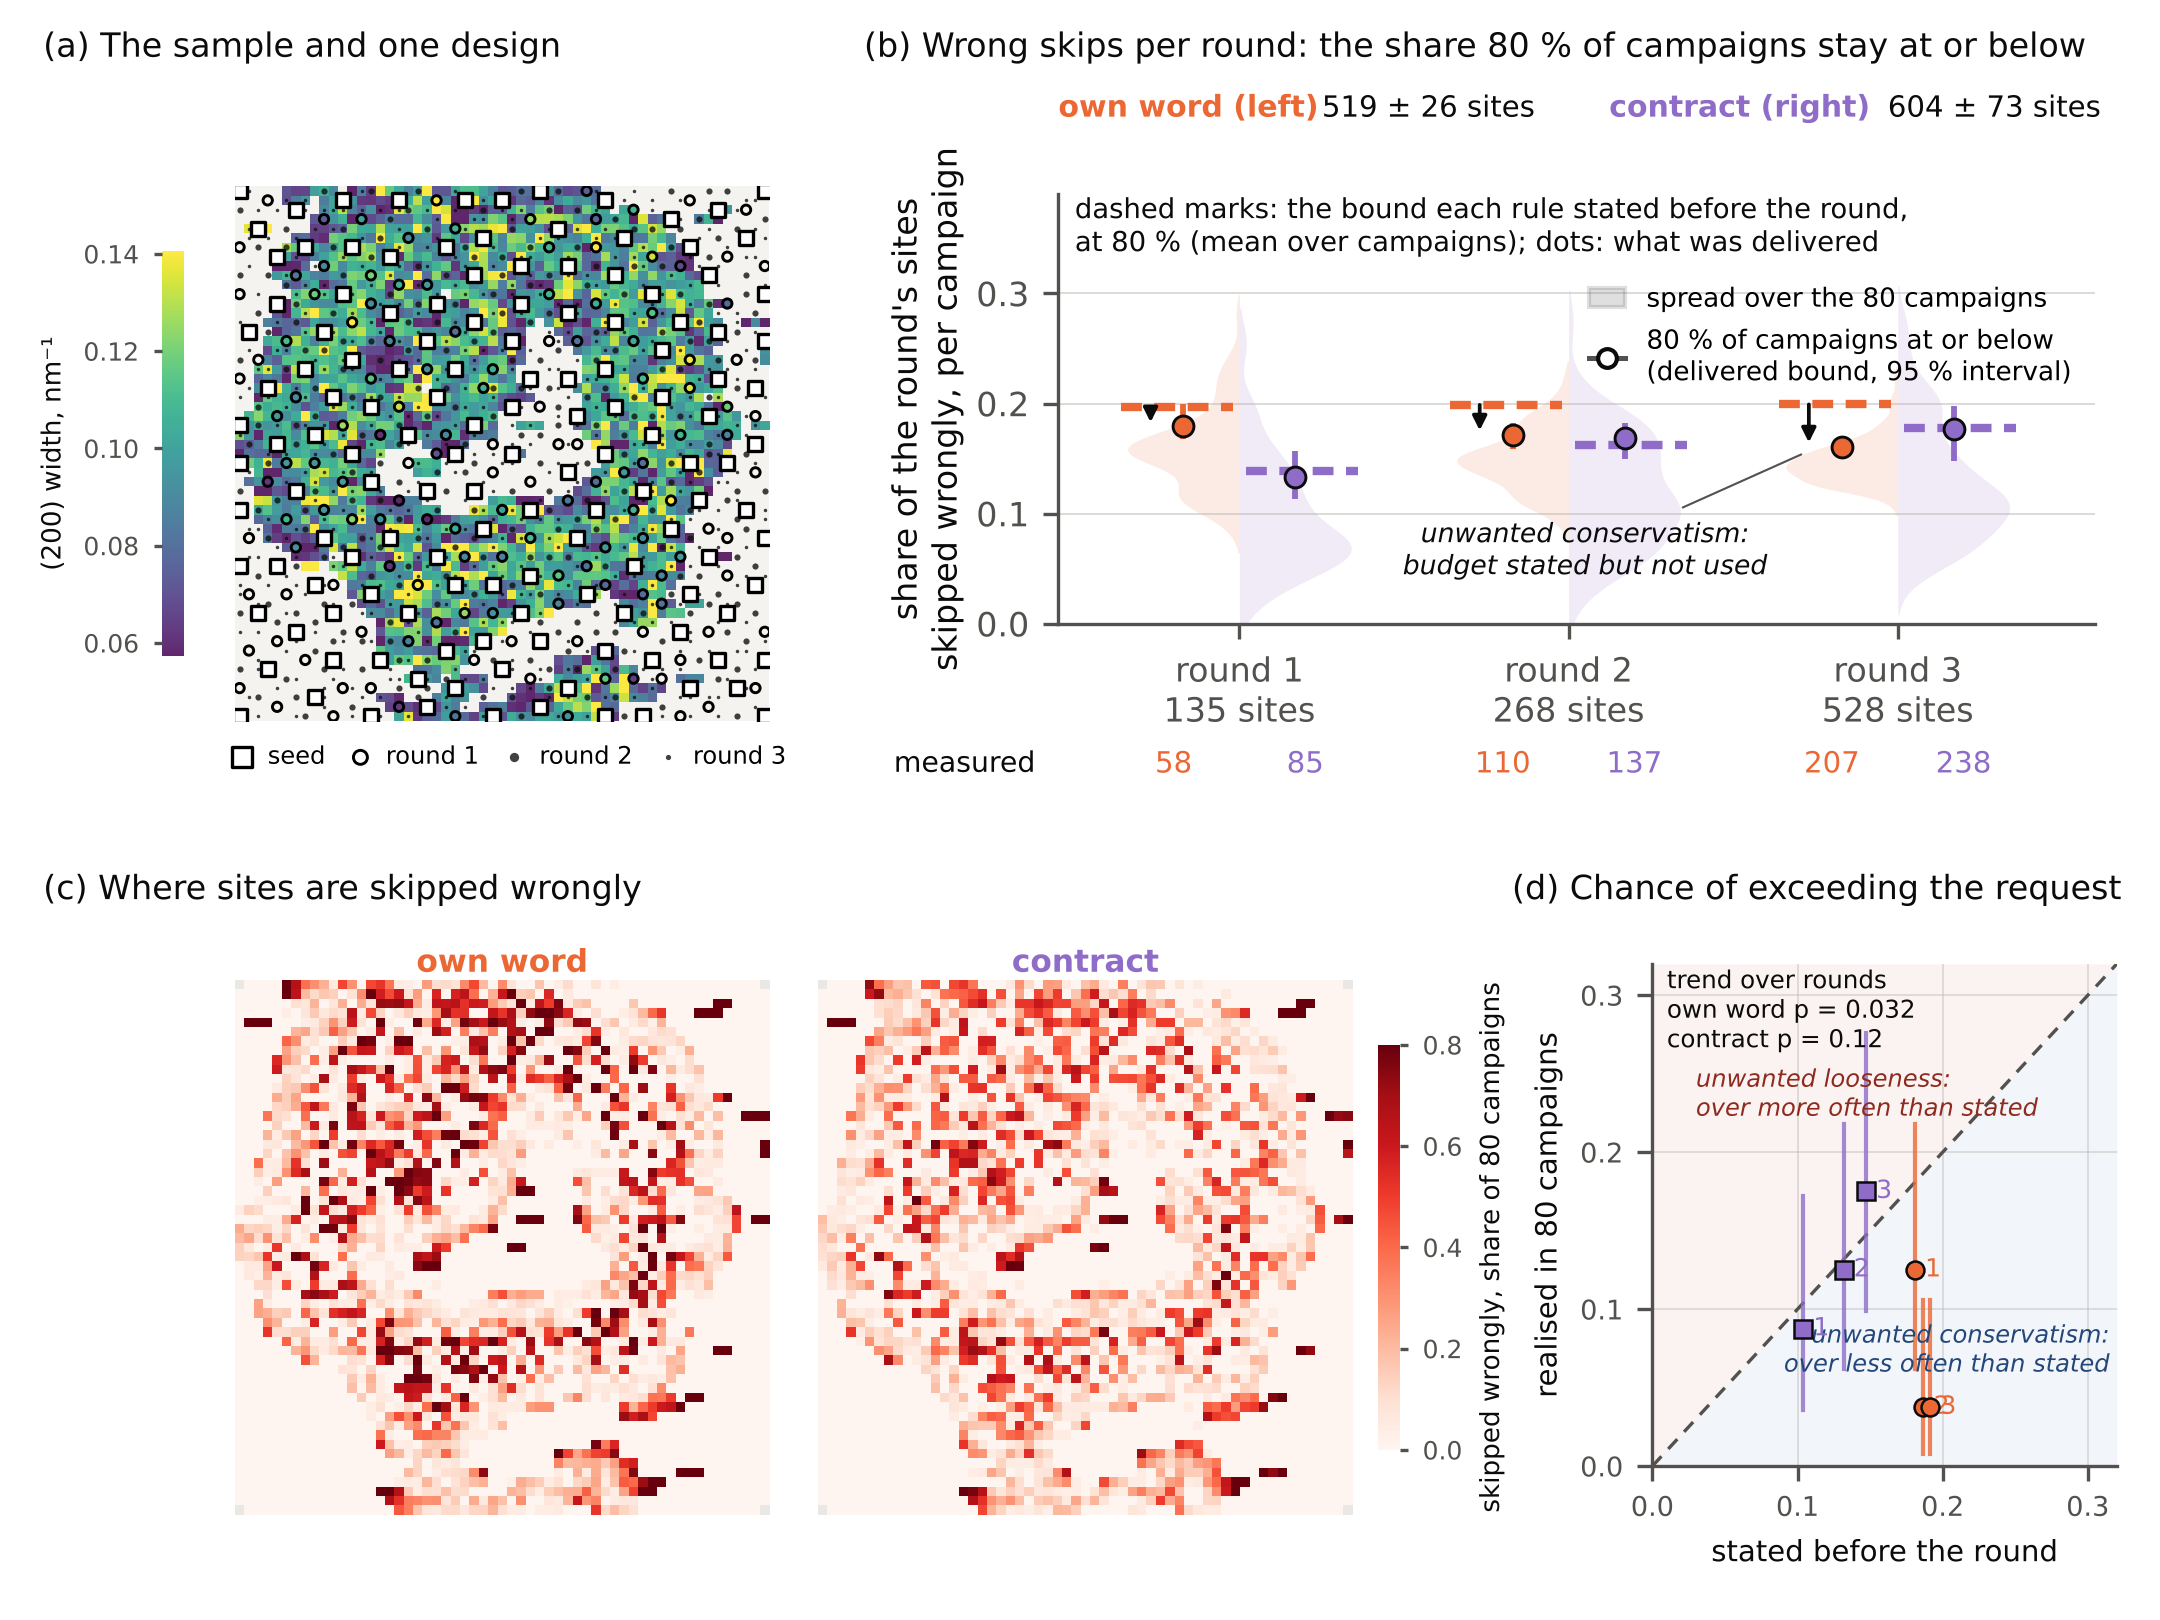 (a) The sample and one design
(b) Wrong skips per round: the share 80 % of campaigns stay at or below
own word (left) 519 ± 26 sites
contract (right) 604 ± 73 sites
(200) width, nm⁻¹
0.14
0.12
0.10
0.08
0.06
seed
round 1
round 2
round 3
share of the round's sites
skipped wrongly, per campaign
dashed marks: the bound each rule stated before the round,
at 80 % (mean over campaigns); dots: what was delivered
spread over the 80 campaigns
80 % of campaigns at or below
(delivered bound, 95 % interval)
unwanted conservatism:
budget stated but not used
0.3
0.2
0.1
0.0
round 1
135 sites
round 2
268 sites
round 3
528 sites
measured
58
85
110
137
207
238
(c) Where sites are skipped wrongly
own word
contract
0.8
0.6
0.4
0.2
0.0
skipped wrongly, share of 80 campaigns
(d) Chance of exceeding the request
trend over rounds
own word p = 0.032
contract p = 0.12
unwanted looseness:
over more often than stated
3
2
1
1
unwanted conservatism:
over less often than stated
2
3
realised in 80 campaigns
0.3
0.2
0.1
0.0
0.0
0.1
0.2
0.3
stated before the round